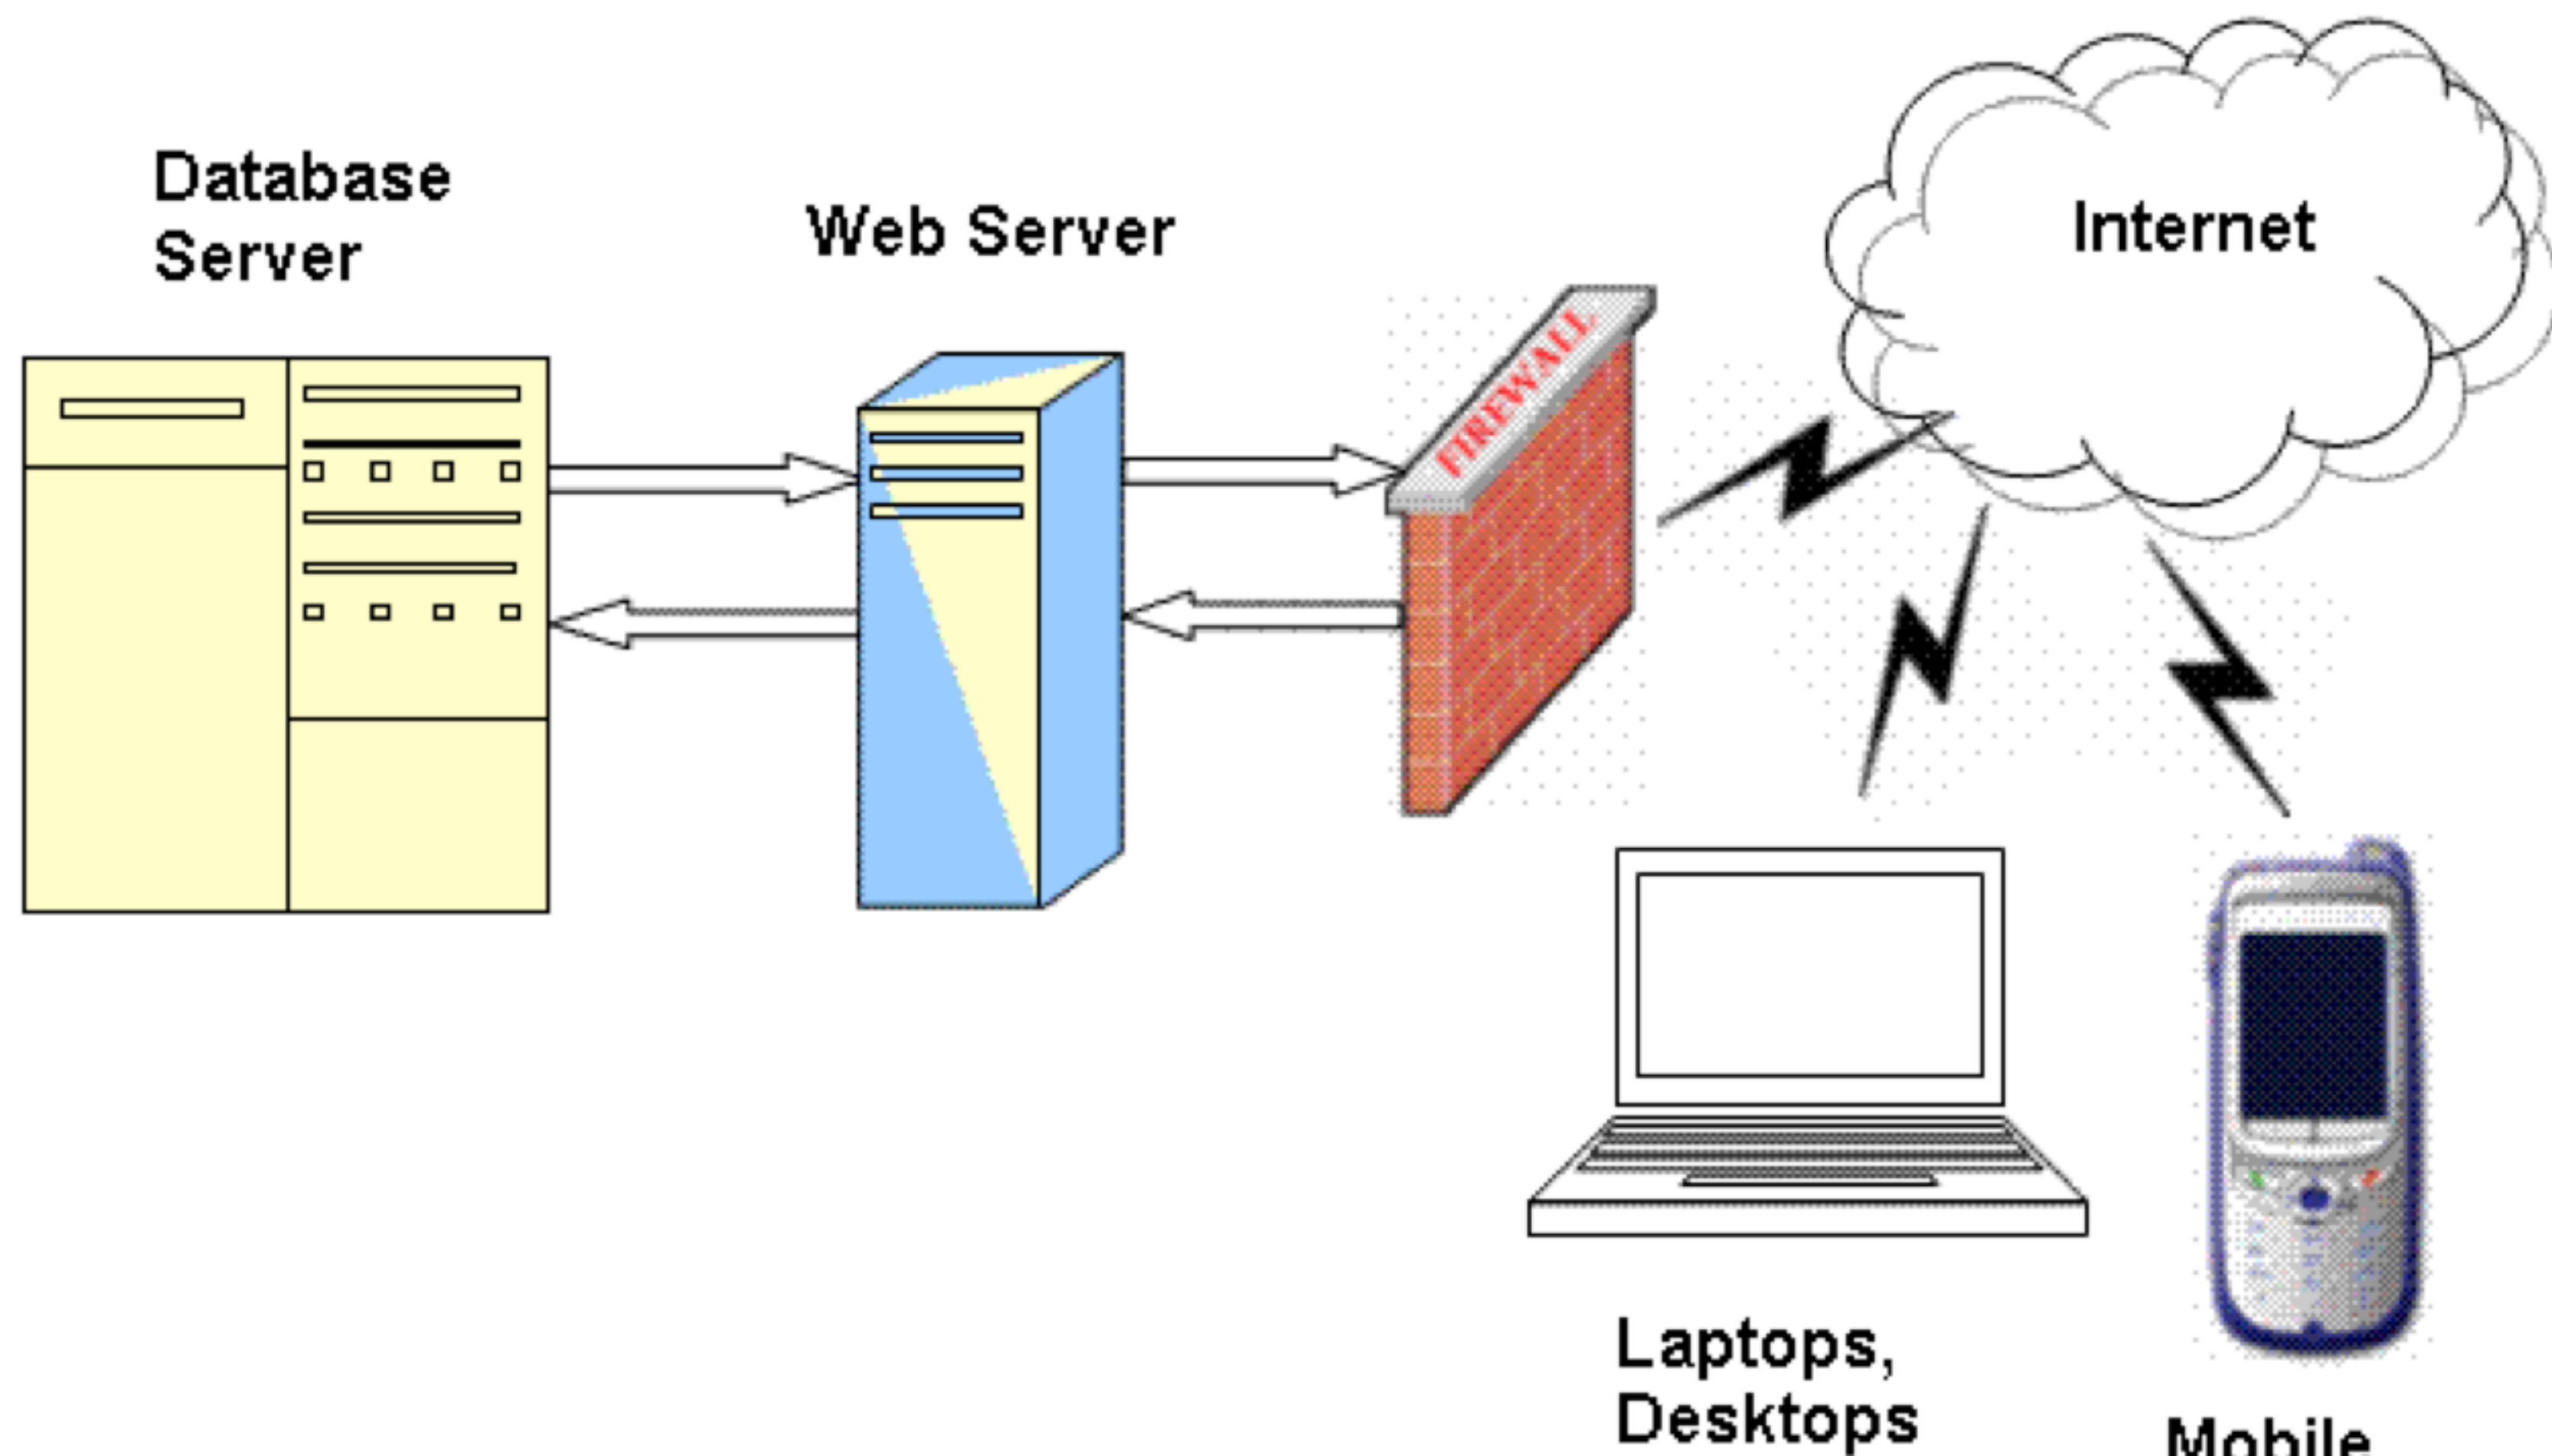 Database
Server
Web Server
Internet
FIREWALL
Laptops,
Desktops
Mobile